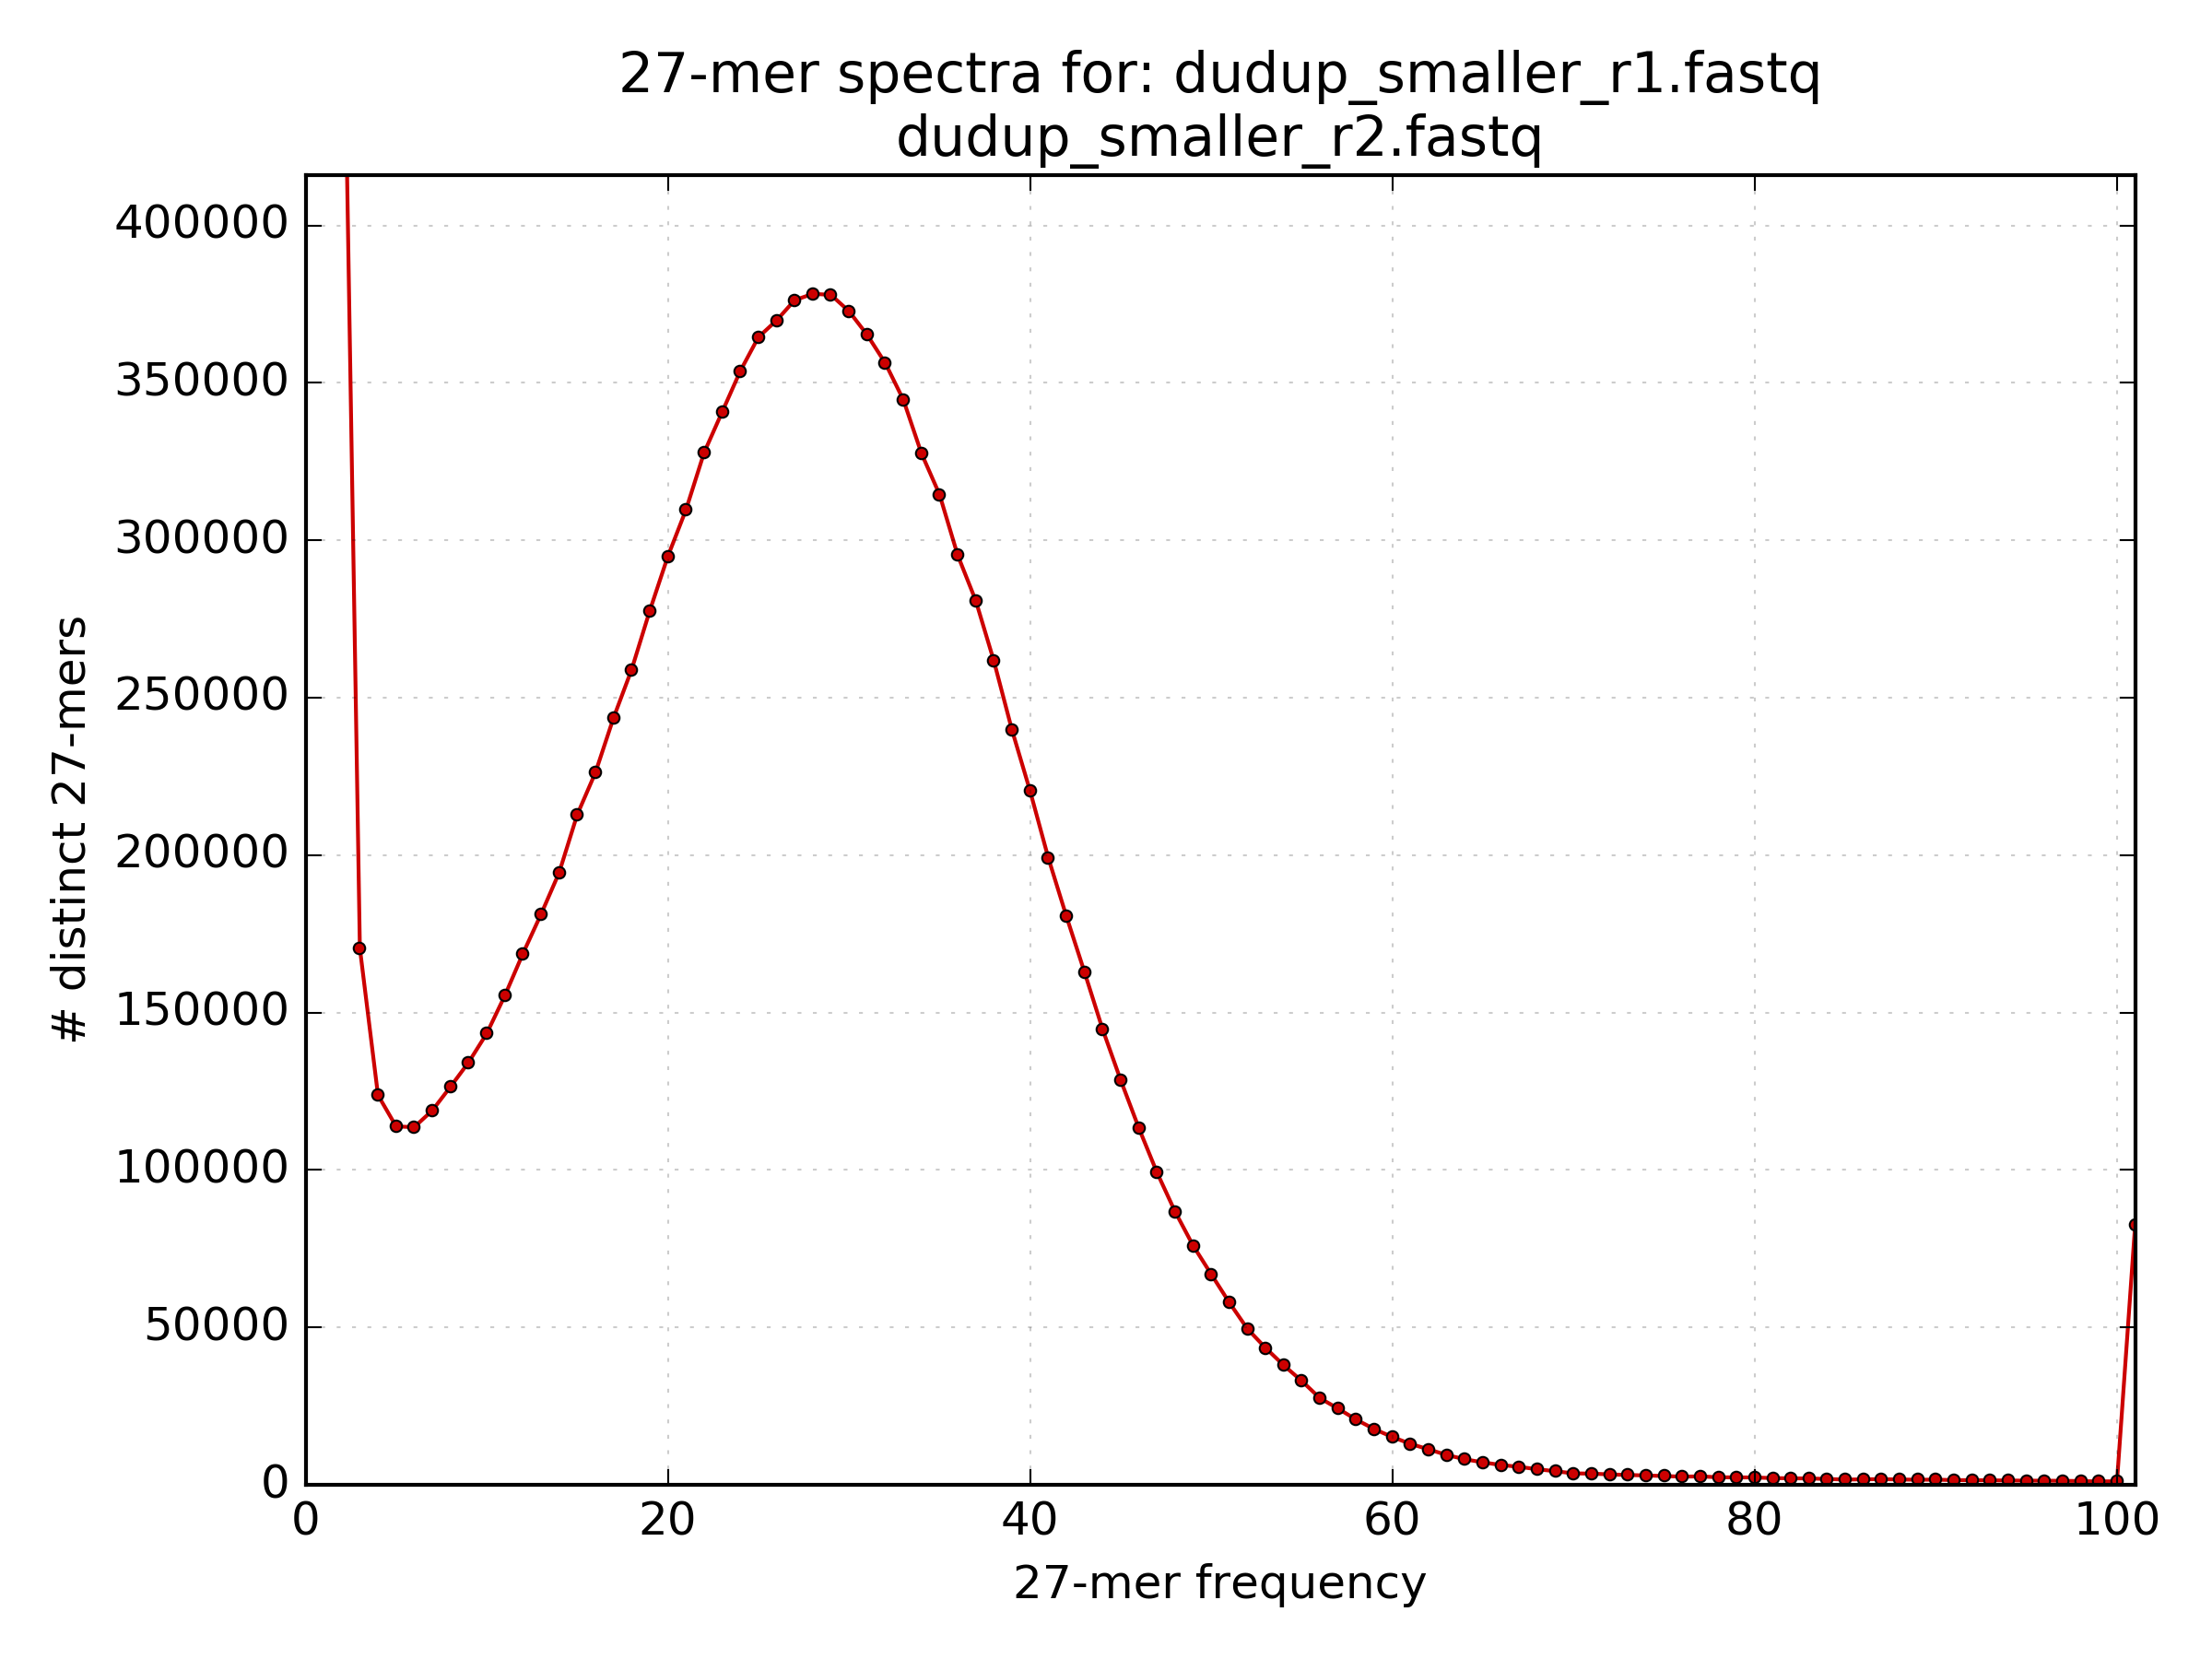 27-mer spectra for: dudup_smaller_r1.fastq
dudup_smaller_r2.fastq
# distinct 27-mers
400000
350000
300000
250000
200000
150000
100000
50000
0
0 20 40 60 80 100
27-mer frequency